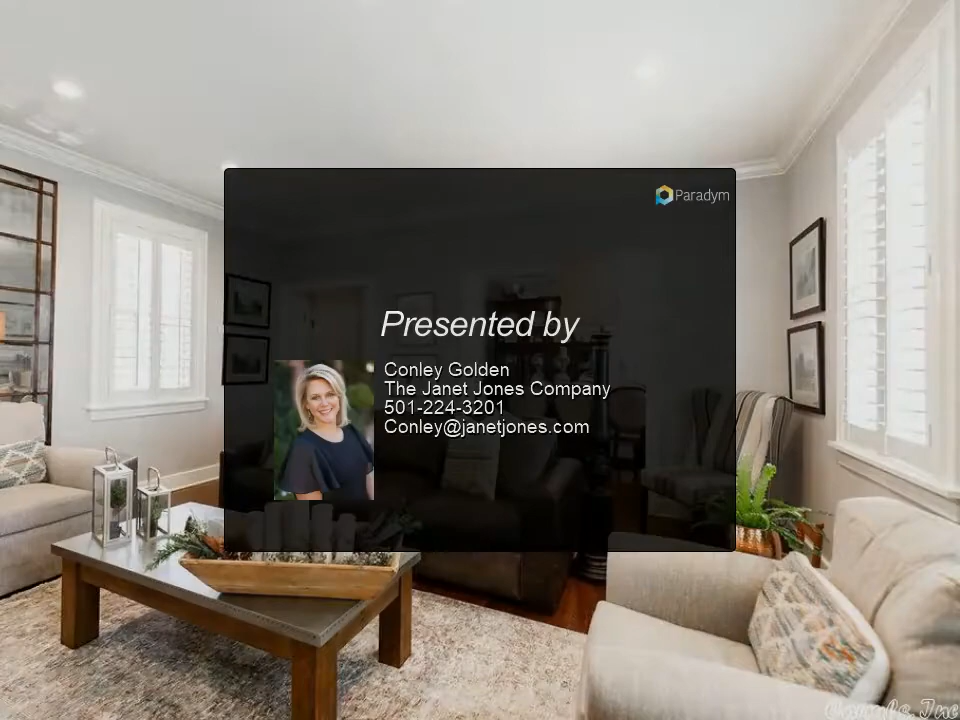 Paradym
Presented by
Conley Golden
The Janet Jones Company
501-224-3201
Conley@janetjones.com